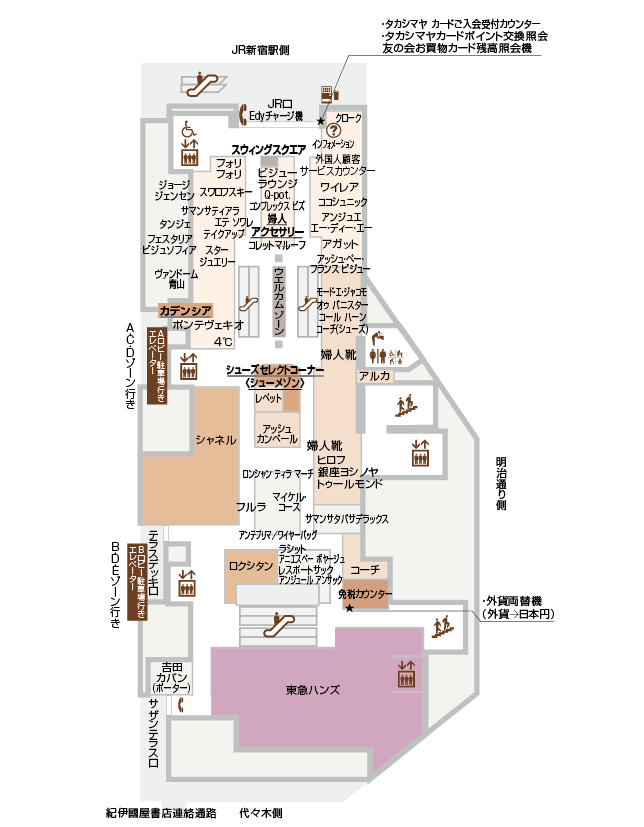 ・タカシマヤ カードご入会受付カウンター
・タカシマヤカードポイント交換照会
友の会お買物カード残高照会機
JR新宿駅側
JR口
Edyチャージ機
クローク
インフォメーション
スウィングスクエア
外国人顧客
サービスカウンター
フォリ
フォリ
ビジュー
ラウンジ
Q-pot.
コンプレックス ビズ
ワイレア
ジョージ
ジェンセン
スワロフスキー
ココシュニック
サマンサティアラ
婦人
アクセサリー
アンジュエ
エー・ディー・エー
タンジェ
エテ ソワレ
テイクアップ
フェスタリア
ビジュソフィア
コレットマルーフ
アガット
スター
ジュエリー
アッシュ・ペー・
フランス ビジュー
ヴァンドーム
青山
ウエルカムゾーン
モード・エ・ジャコモ
カデンシア
オゥ バニスター
ボンテヴェキオ
コール ハーン
コーチ(シューズ)
4℃
A・C・Dゾーン行き
Aロビー駐車場行き
エレベーター
婦人靴
シューズセレクトコーナー
〈シューメゾン〉
アルカ
レペット
シャネル
アッシュ
カンペール
婦人靴
ヒロフ
ロンシャン ティラ マーチ
銀座ヨシノヤ
トゥールモンド
明治通り側
マイケル・
コース
フルラ
サマンサタバサデラックス
アンテプリマ/ワイヤーバッグ
テラスデッキ口
B・D・Eゾーン行き
Bロビー駐車場行き
エレベーター
ラシット
アニエスベー ボヤージュ
レスポートサック
アンジュール アンサック
ロクシタン
コーチ
免税カウンター
・外貨両替機
(外貨→日本円)
吉田
カバン
(ポーター)
東急ハンズ
サザンテラス口
紀伊國屋書店連絡通路
代々木側